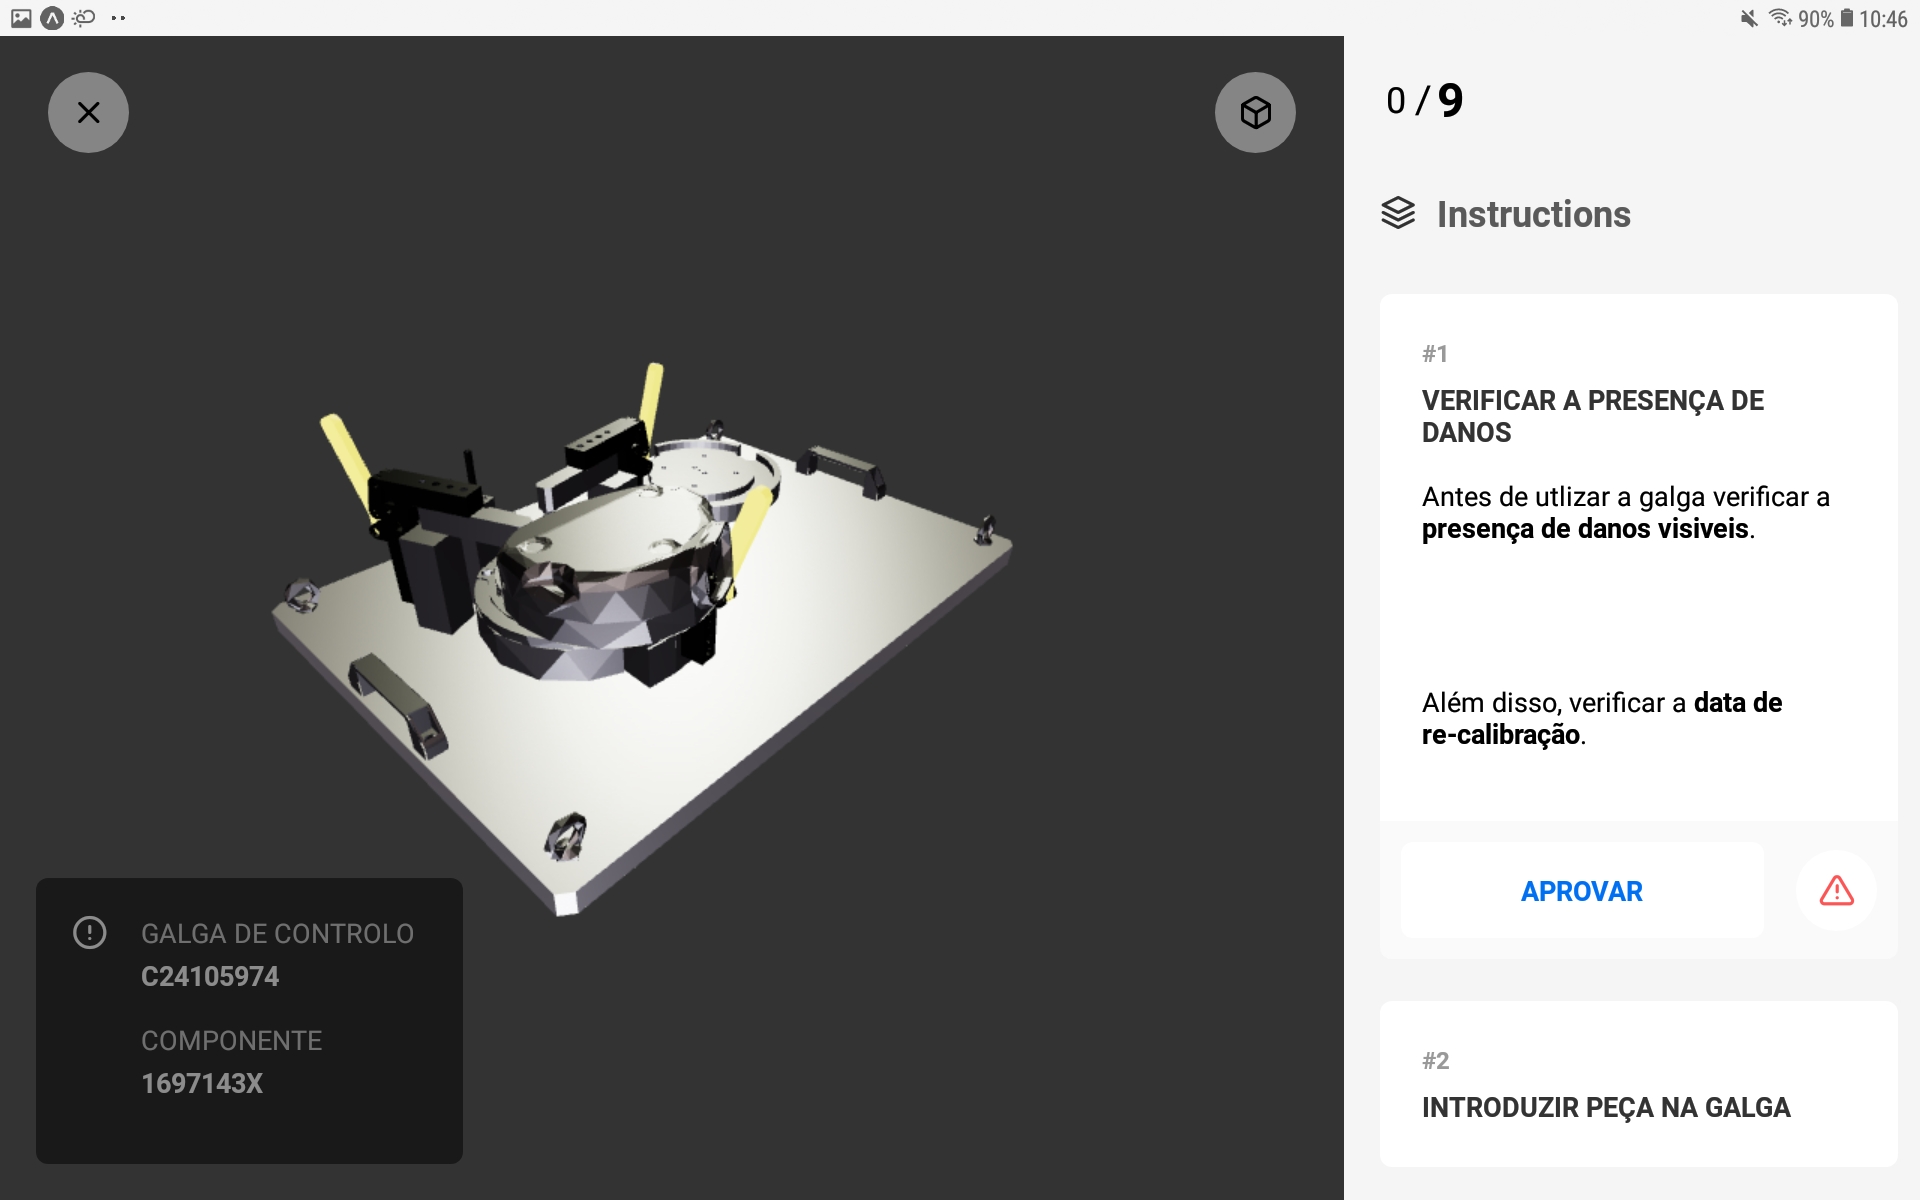 90% 10:46
0 / 9
Instructions
#1
VERIFICAR A PRESENÇA DE
DANOS
Antes de utlizar a galga verificar a
presença de danos visiveis.
Além disso, verificar a data de
re-calibração.
APROVAR
#2
INTRODUZIR PEÇA NA GALGA
GALGA DE CONTROLO
C24105974
COMPONENTE
1697143X